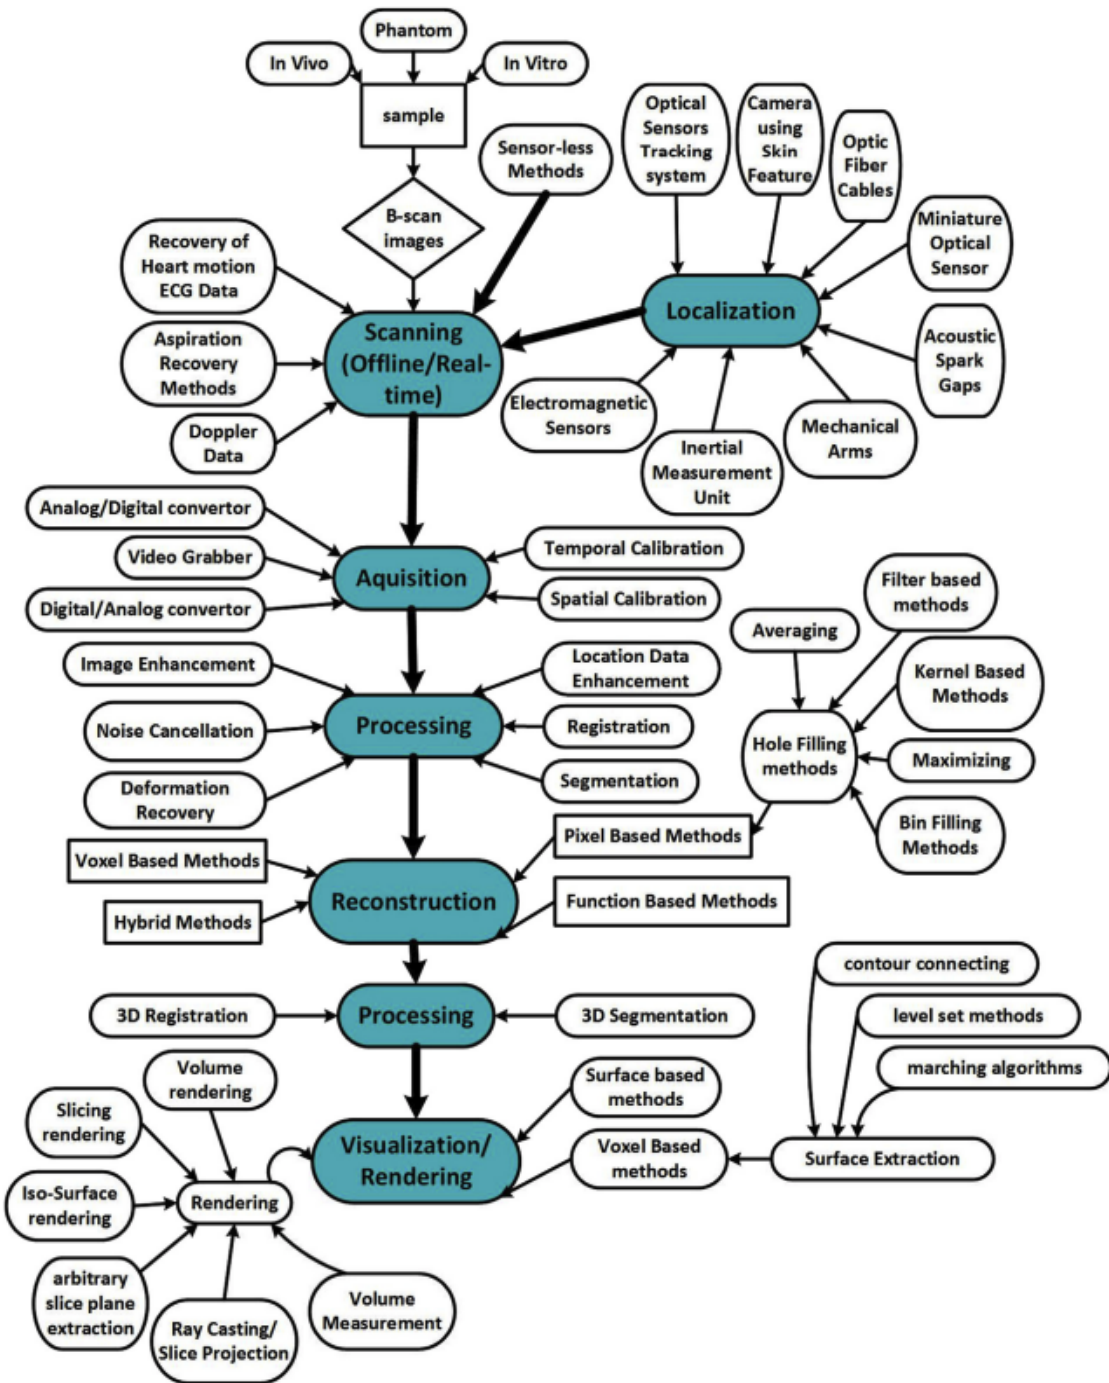 Phantom
In Vivo
In Vitro
sample
B-scan
images
Sensor-less
Methods
Optical
Sensors
Tracking
system
Camera
using
Skin
Feature
Optic
Fiber
Cables
Miniature
Optical
Sensor
Recovery of
Heart motion
ECG Data
Localization
Scanning
(Offline/Real-
time)
Aspiration
Recovery
Methods
Acoustic
Spark
Gaps
Electromagnetic
Sensors
Mechanical
Arms
Doppler
Data
Inertial
Measurement
Unit
Analog/Digital convertor
Video Grabber
Digital/Analog convertor
Aquisition
Temporal Calibration
Spatial Calibration
Filter based
methods
Averaging
Kernel Based
Methods
Hole Filling
methods
Maximizing
Bin Filling
Methods
Image Enhancement
Location Data
Enhancement
Noise Cancellation
Processing
Registration
Deformation
Recovery
Segmentation
Voxel Based Methods
Pixel Based Methods
Reconstruction
Hybrid Methods
Function Based Methods
3D Registration
Processing
3D Segmentation
contour connecting
level set methods
marching algorithms
Surface Extraction
Surface based
methods
Voxel Based
methods
Visualization/
Rendering
Volume
rendering
Slicing
rendering
Iso-Surface
rendering
Rendering
arbitrary
slice plane
extraction
Ray Casting/
Slice Projection
Volume
Measurement